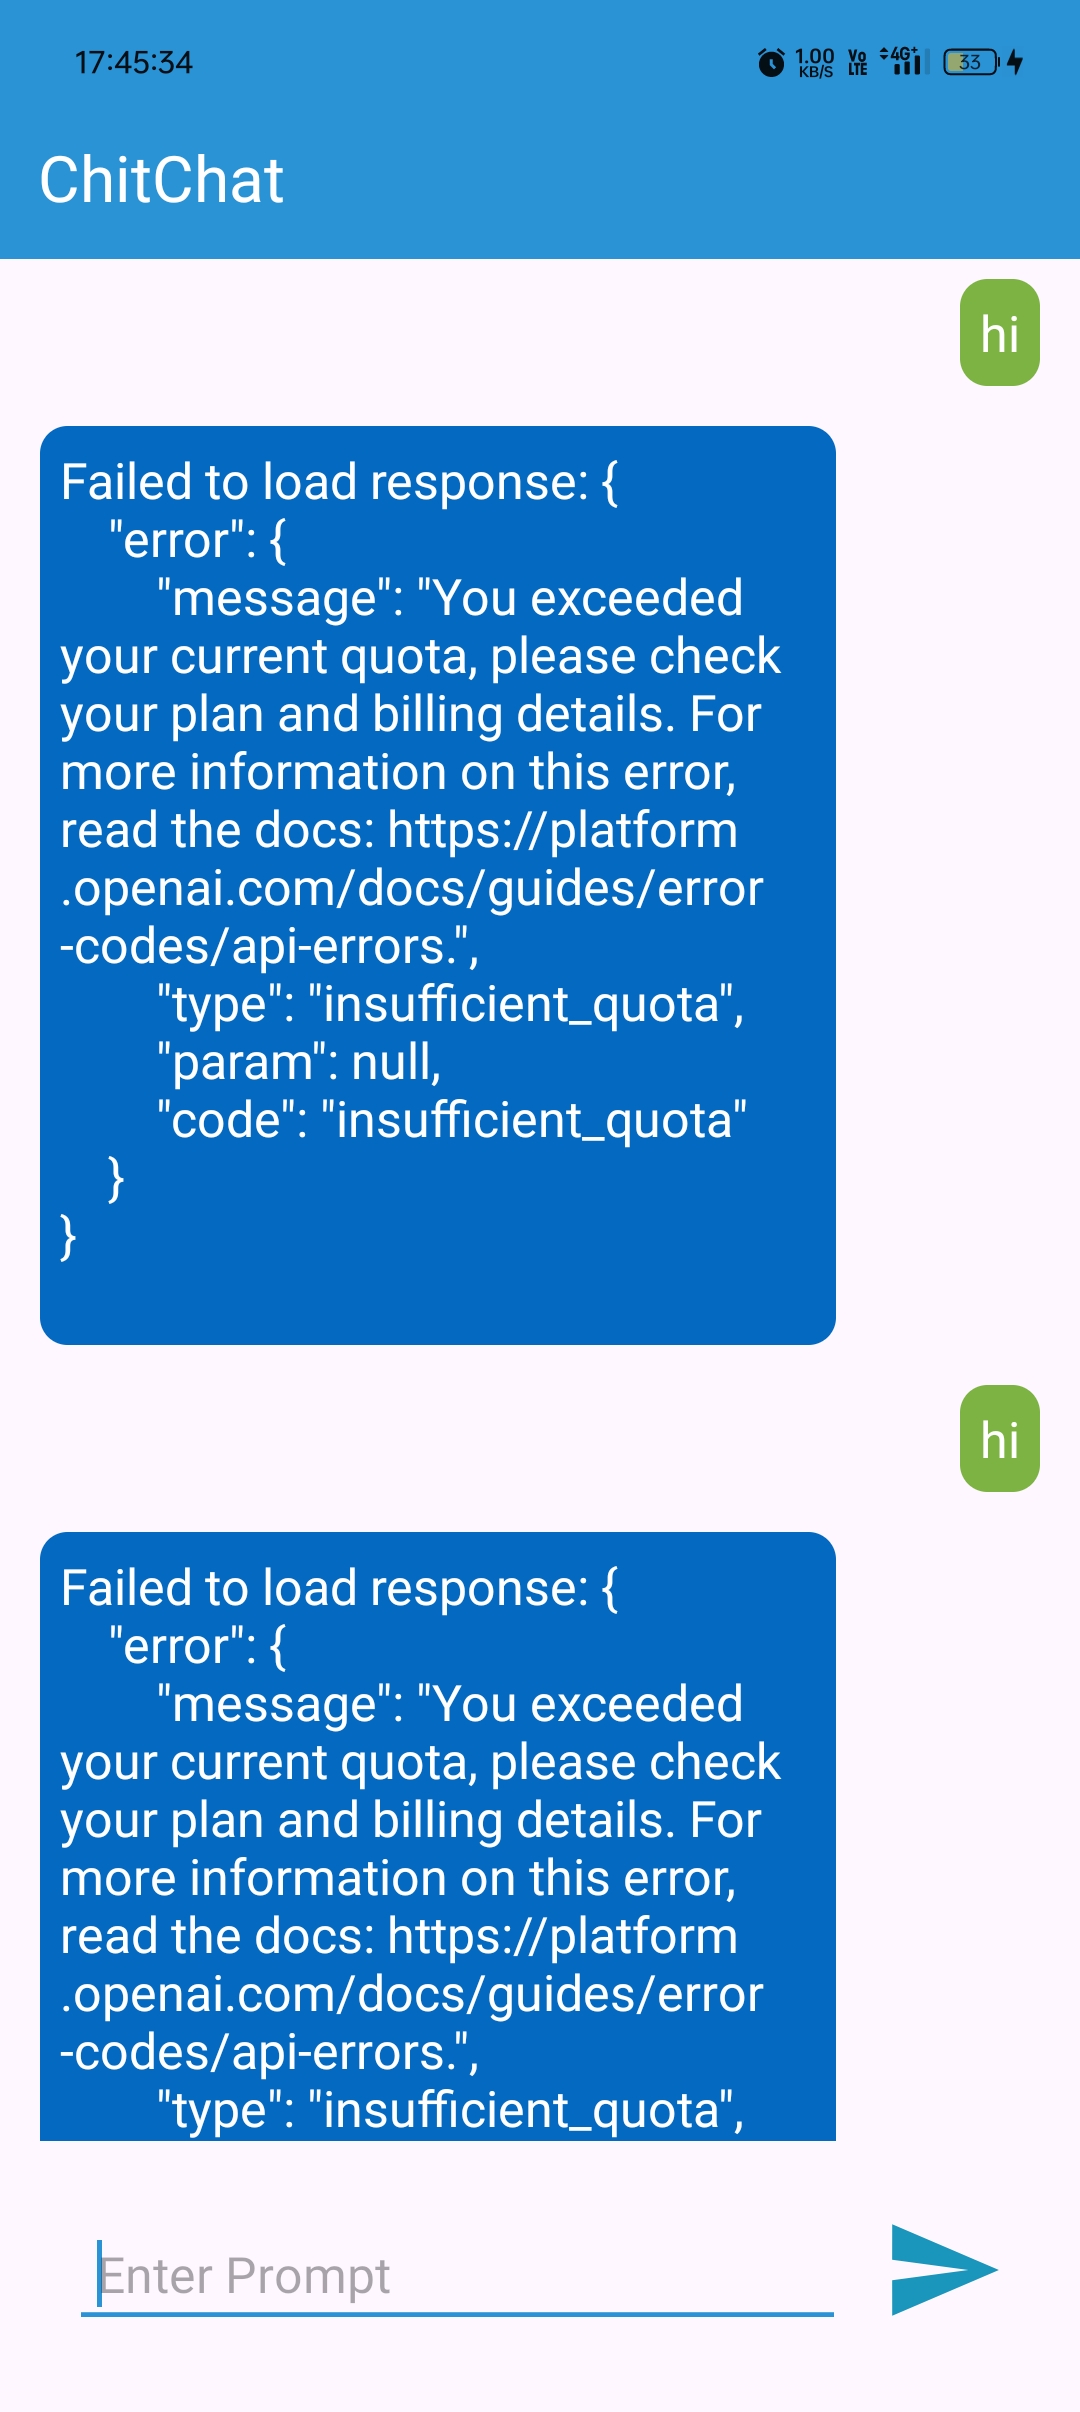 17:45:34
1.00
KB/S
Vo
LTE
4G+
33
ChitChat
hi
Failed to load response: {
"error": {
"message": "You exceeded
your current quota, please check
your plan and billing details. For
more information on this error,
read the docs: https://platform
.openai.com/docs/guides/error
-codes/api-errors.",
"type": "insufficient_quota",
"param": null,
"code": "insufficient_quota"
}
}
hi
Failed to load response: {
"error": {
"message": "You exceeded
your current quota, please check
your plan and billing details. For
more information on this error,
read the docs: https://platform
.openai.com/docs/guides/error
-codes/api-errors.",
"type": "insufficient_quota",
Enter Prompt